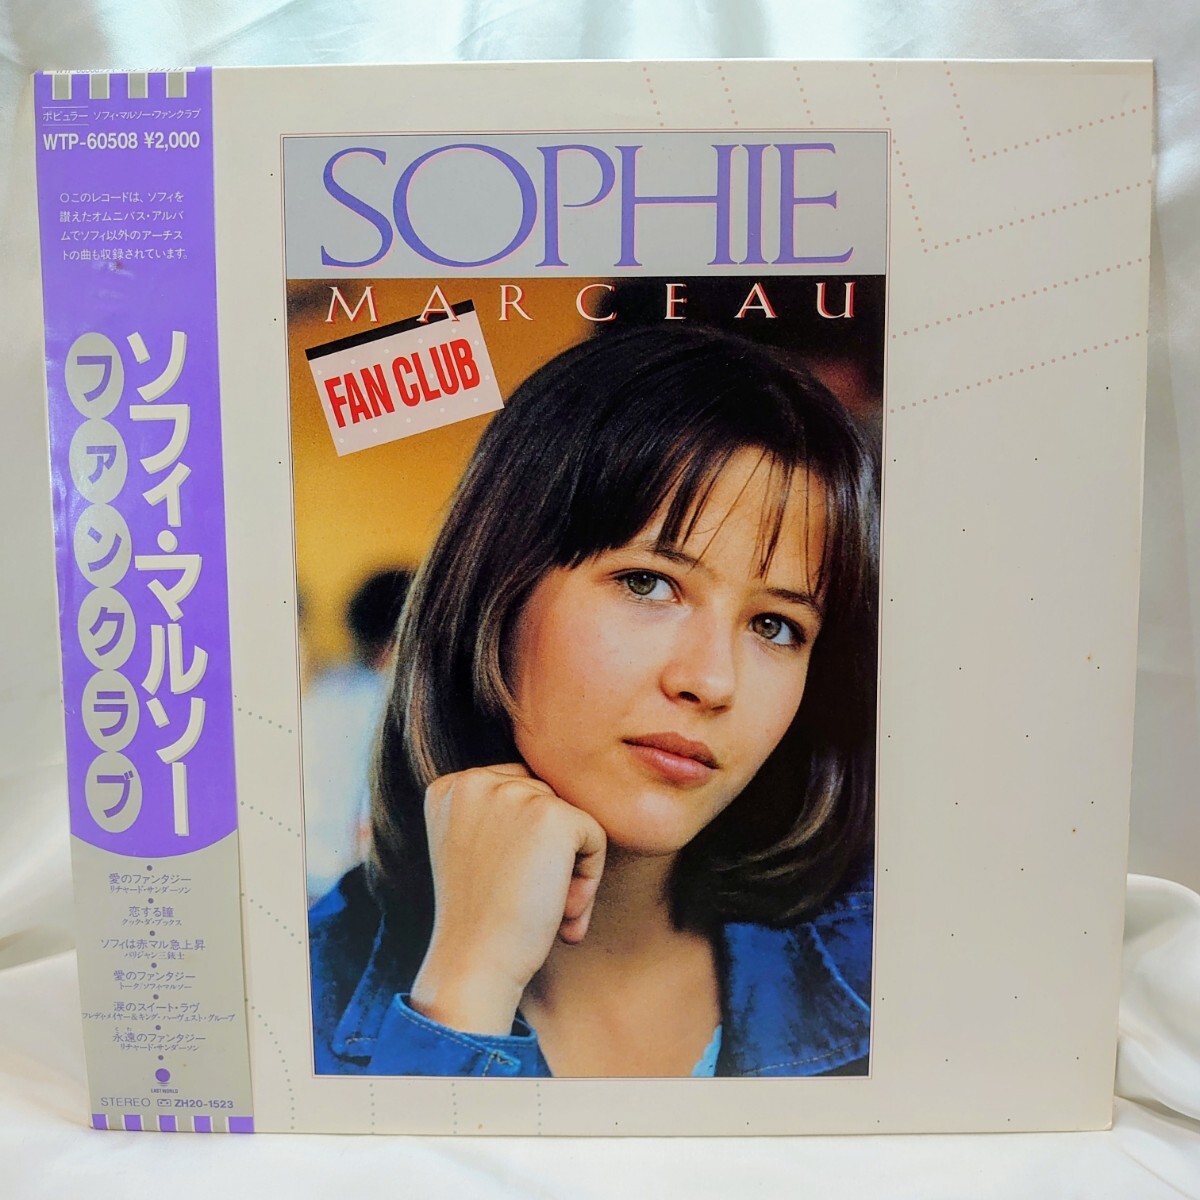 ポピュラー ソフィ・マルソー・ファンクラブ
WTP-60508 ¥2,000
○このレコードは、ソフィを
讃えたオムニバス・アルバ
ムでソフィ以外のアーチス
トの曲も収録されています。
ソフィ・マルソー
ファンクラブ
愛のファンタジー
リチャード・サンダーソン
恋する瞳
クック・ダ・ブックス
ソフィは赤マル急上昇
パリジャン三銃士
愛のファンタジー
トーク/ソフィ・マルソー
涙のスイート・ラヴ
フレディ・メイヤー&キング・ハーヴェスト・グループ
永遠のファンタジー
リチャード・サンダーソン
EASTWORLD
STEREO ZH20-1523
SOPHIE
MARCEAU
FAN CLUB